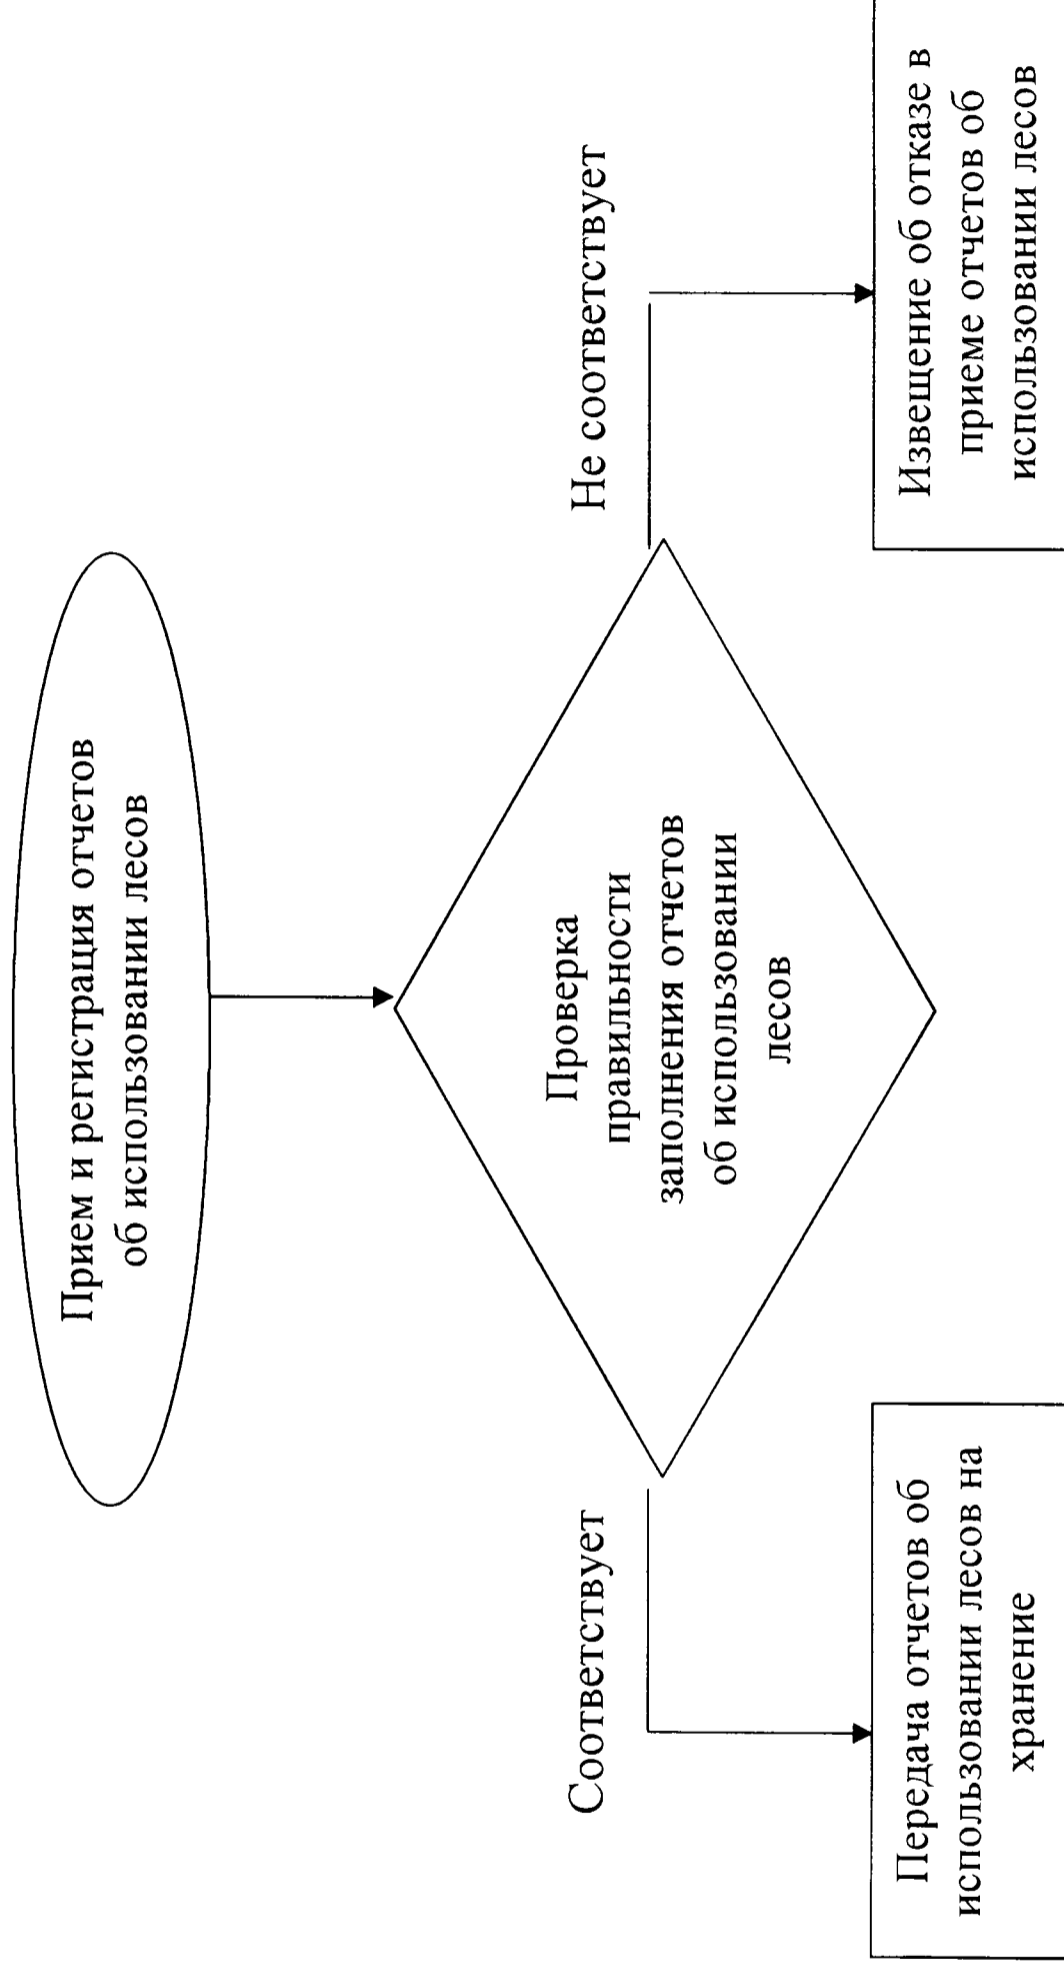 Прием и регистрация отчетов
об использовании лесов
Проверка
правильности
заполнения отчетов
об использовании
лесов
Соответствует
Не соответствует
Передача отчетов об
использовании лесов на
хранение
Извещение об отказе в
приеме отчетов об
использовании лесов